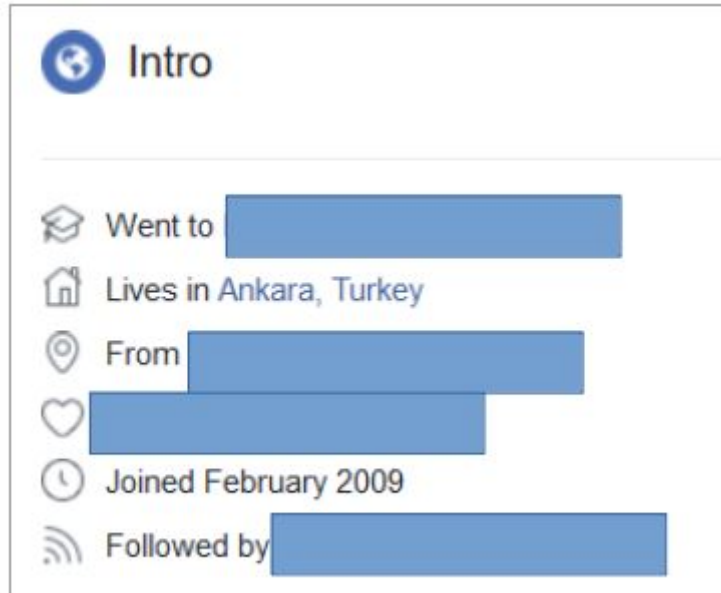 Intro
Went to
Lives in Ankara, Turkey
From
Joined February 2009
Followed by